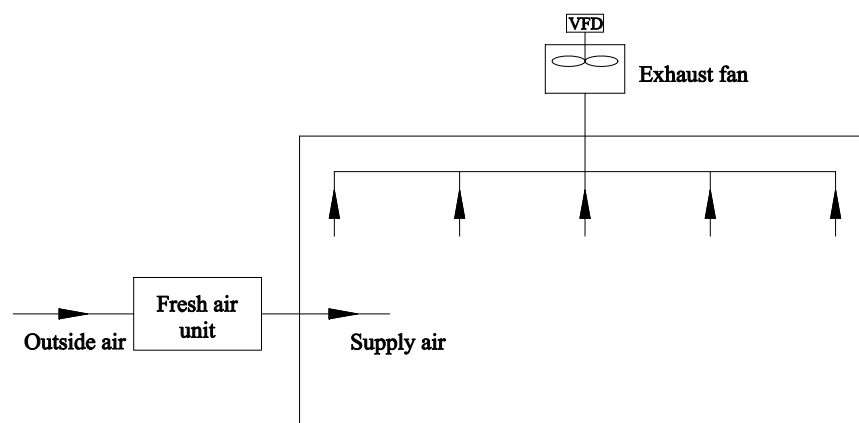 VFD
Exhaust fan
Fresh air
unit
Outside air
Supply air